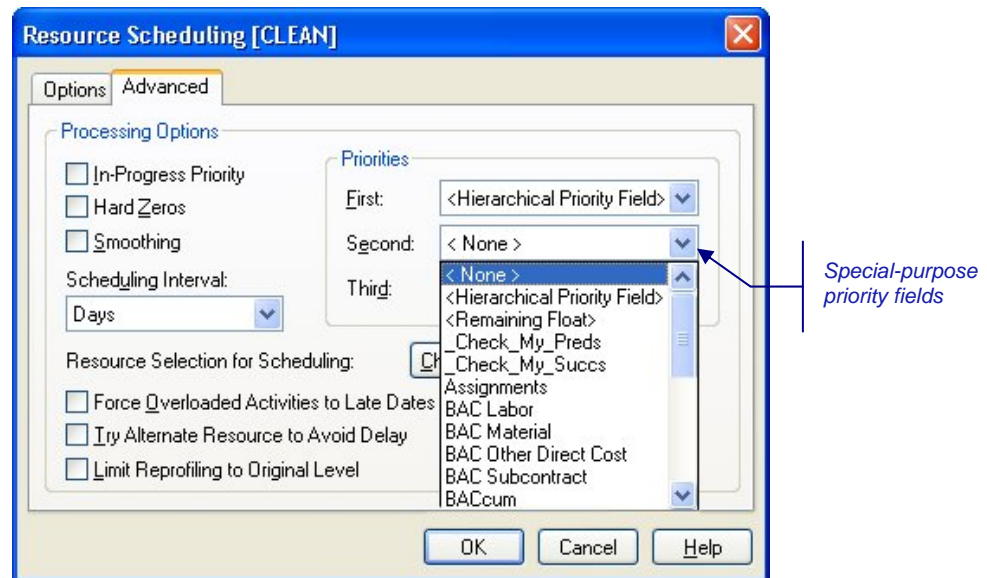 Resource Scheduling [CLEAN]
Options
Advanced
Processing Options
In-Progress Priority
Hard Zeros
Smoothing
Scheduling Interval:
Days
Priorities
First:
<Hierarchical Priority Field>
Second:
< None >
Third:
< None >
<Hierarchical Priority Field>
<Remaining Float>
_Check_My_Preds
_Check_My_Succs
Assignments
BAC Labor
BAC Material
BAC Other Direct Cost
BAC Subcontract
BACcum
Special-purpose
priority fields
Resource Selection for Scheduling:
Force Overloaded Activities to Late Dates
Try Alternate Resource to Avoid Delay
Limit Reprofiling to Original Level
OK
Cancel
Help